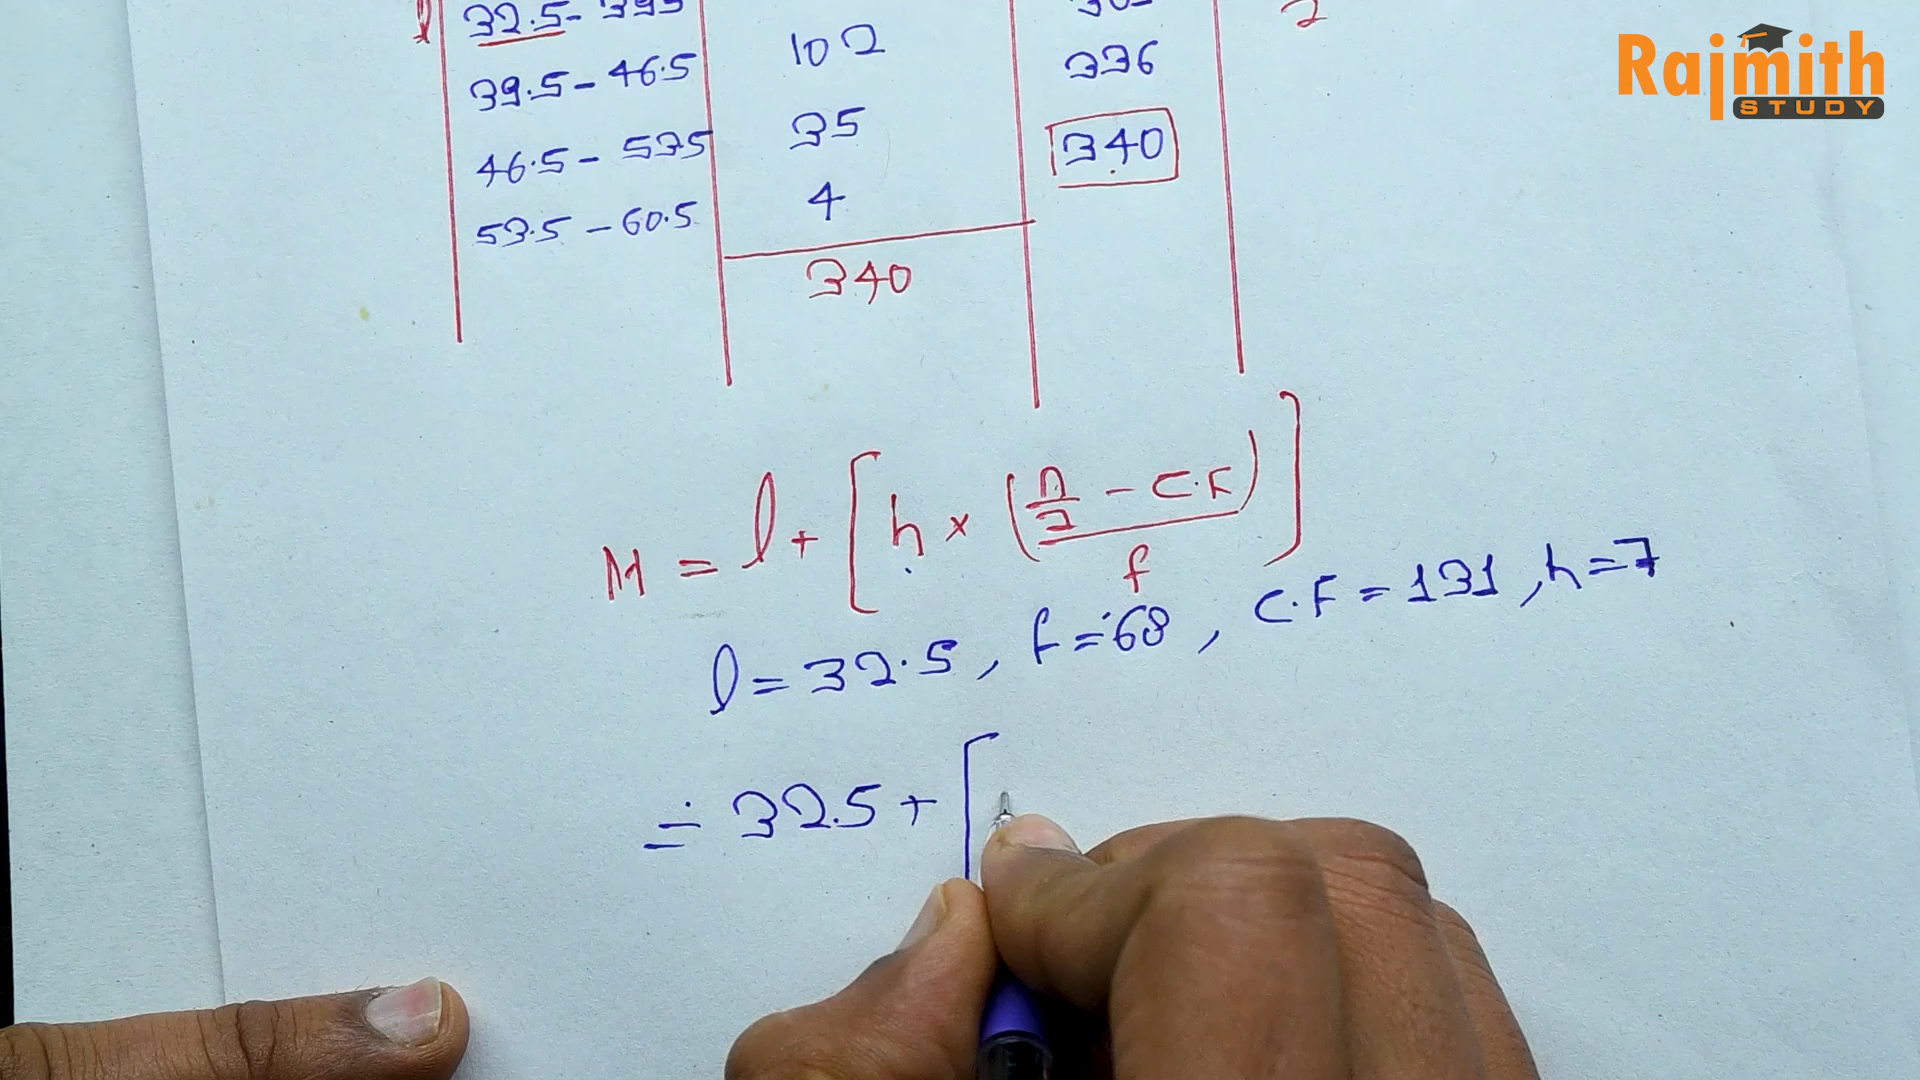 Rajmith
STUDY
32.5-
39.5-46.5 102 336
46.5-53.5 35 340
53.5-60.5 4
340
M = l + [h × (n/2 - C.F) / f]
l = 32.5, f = 68, C.F = 131, h = 7
= 32.5 + [